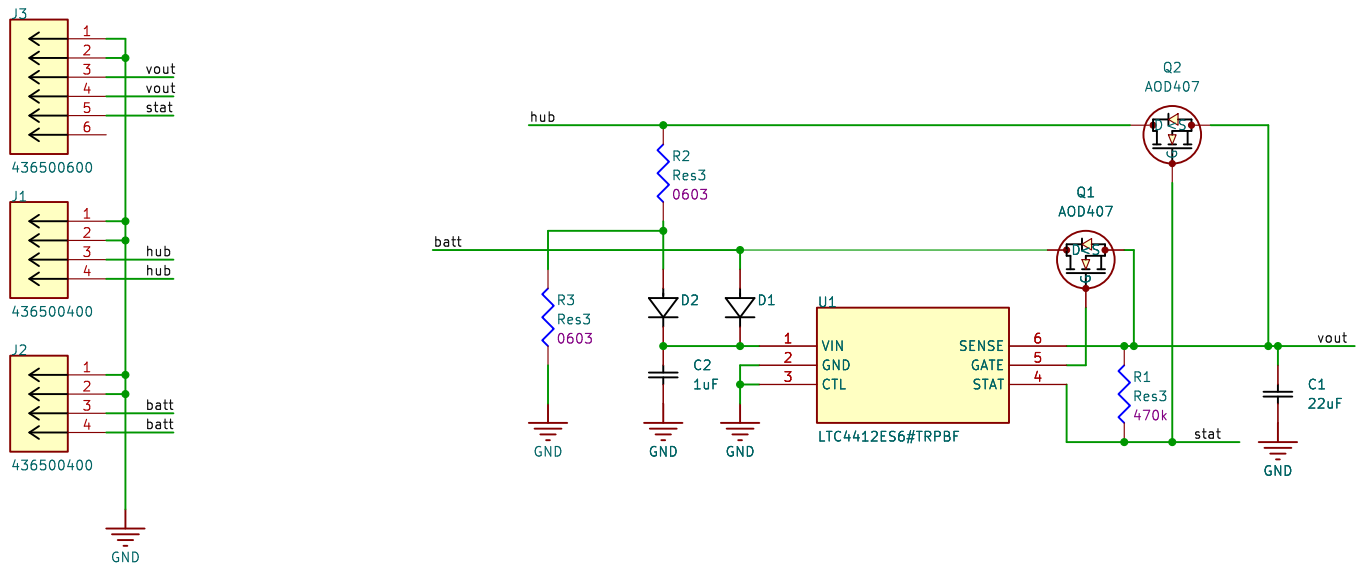 J3
1
2
3
4
5
6
vout
vout
stat
436500600
J1
1
2
3
4
hub
hub
436500400
J2
1
2
3
4
batt
batt
436500400
GND
hub
R2
Res3
0603
Q2
AOD407
D
S
G
batt
Q1
AOD407
D
S
G
R3
Res3
0603
GND
D2
D1
C2
1uF
GND
GND
U1
1
VIN
2
GND
3
CTL
SENSE
6
GATE
5
STAT
4
LTC4412ES6#TRPBF
R1
Res3
470k
stat
vout
C1
22uF
GND